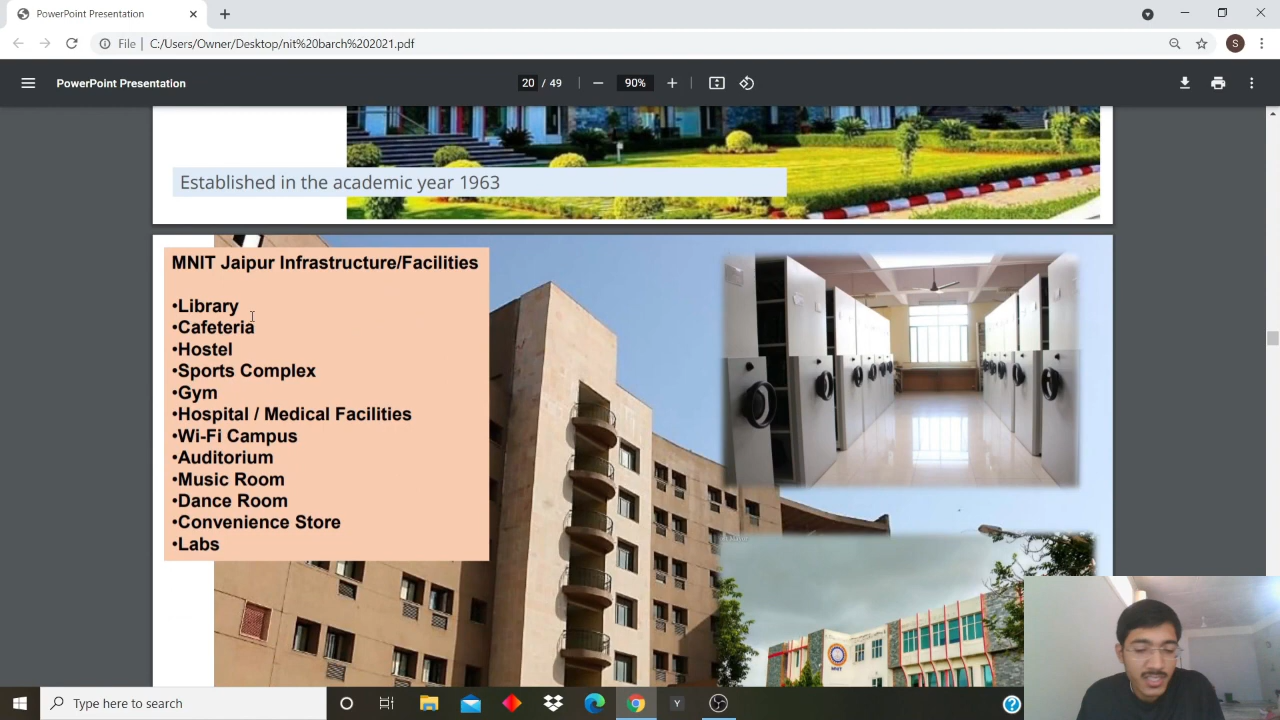 PowerPoint Presentation
File
C:/Users/Owner/Desktop/nit%20barch%202021.pdf
S
PowerPoint Presentation
20 / 49
90%
Established in the academic year 1963
MNIT Jaipur Infrastructure/Facilities
•Library
•Cafeteria
•Hostel
•Sports Complex
•Gym
•Hospital / Medical Facilities
•Wi-Fi Campus
•Auditorium
•Music Room
•Dance Room
•Convenience Store
•Labs
MNIT
Type here to search
Y